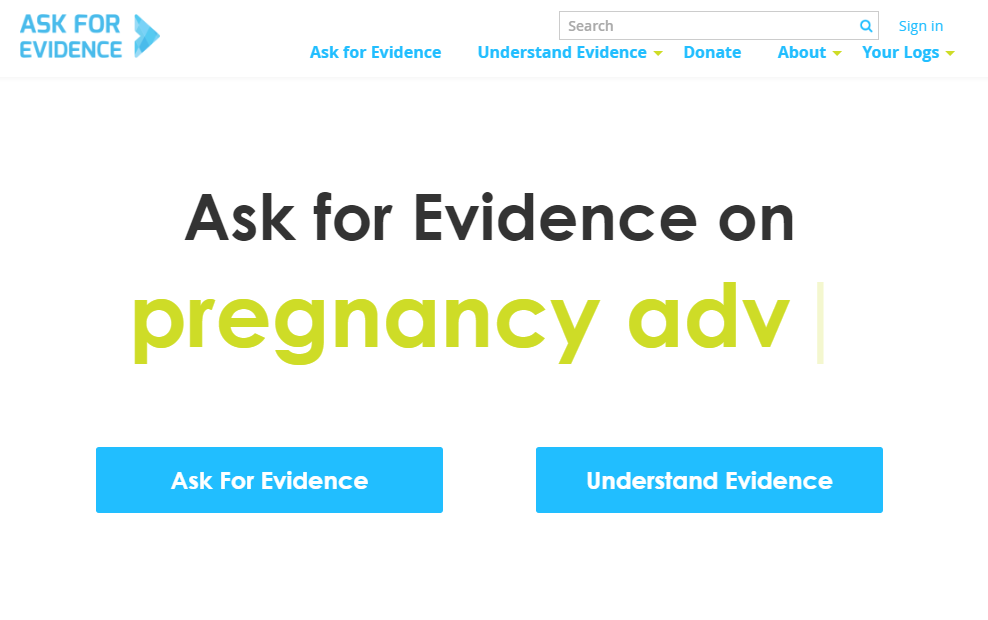 ASK FOR
EVIDENCE
Search
Sign in
Ask for Evidence Understand Evidence Donate About Your Logs
Ask for Evidence on
pregnancy adv
Ask For Evidence
Understand Evidence